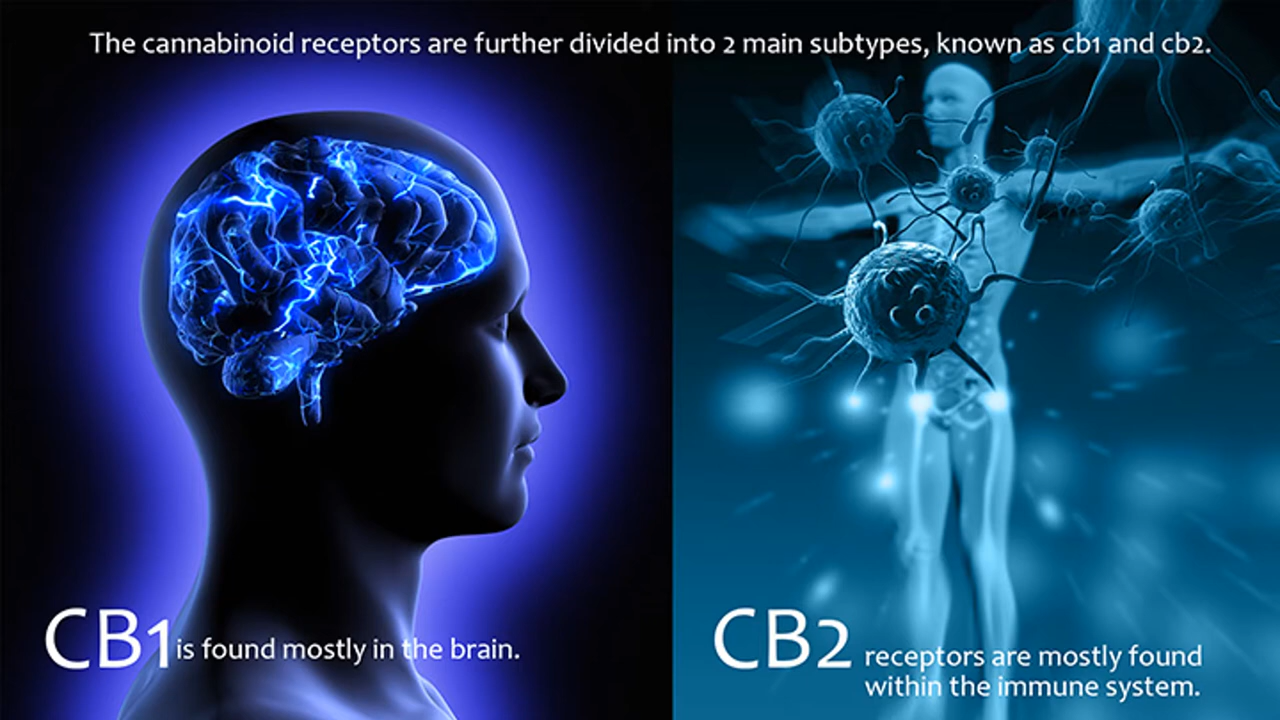 The cannabinoid receptors are further divided into 2 main subtypes, known as cb1 and cb2.
CB1 is found mostly in the brain.
CB2 receptors are mostly found
within the immune system.